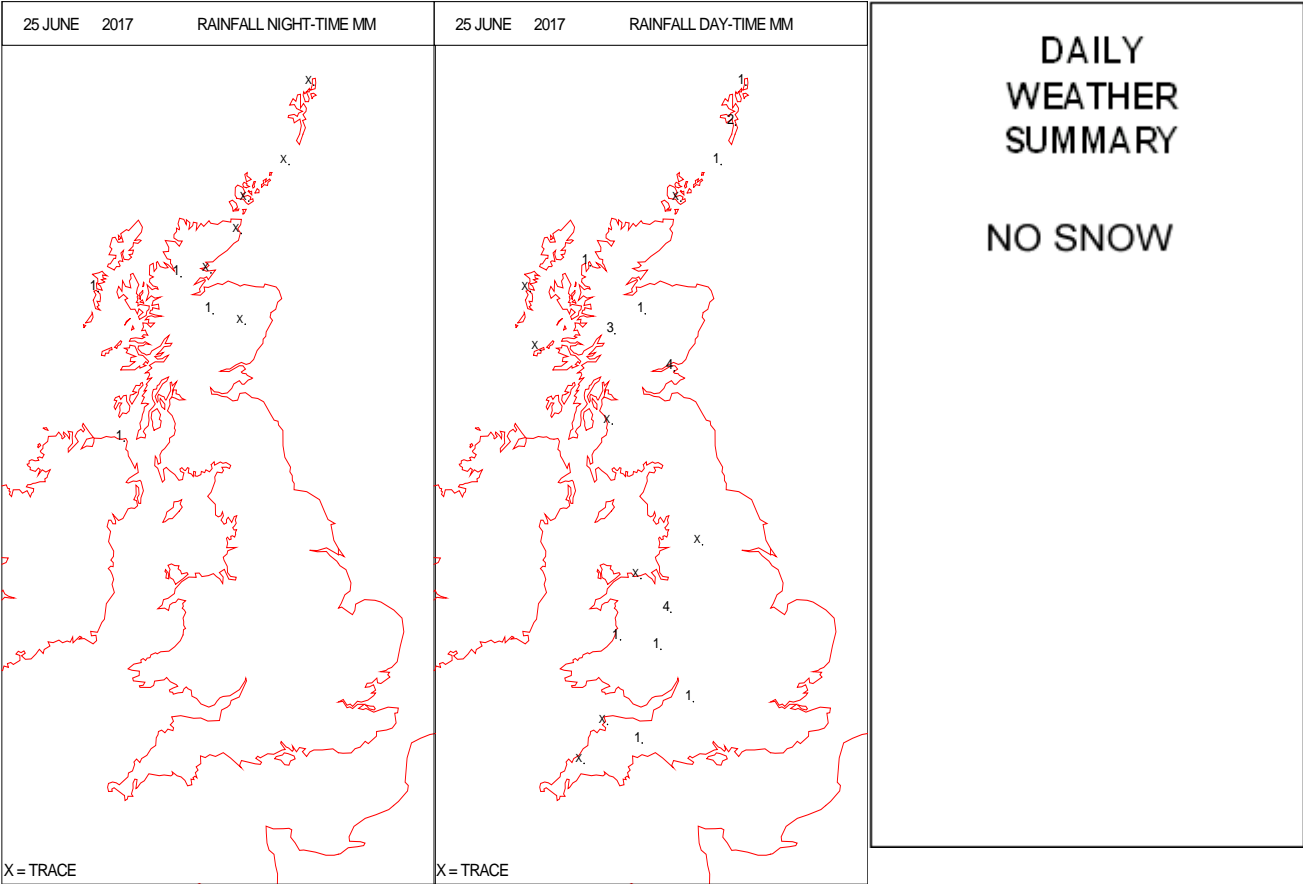 25 JUNE 2017 RAINFALL NIGHT-TIME MM
X
X.
X.
X.
1.
X.
1
1.
X.
1.
X = TRACE
25 JUNE 2017 RAINFALL DAY-TIME MM
1
2.
1.
X.
1
X
1.
3.
X.
4.
X.
X.
X.
4.
1.
1.
1.
X.
1.
X.
X = TRACE
DAILY
WEATHER
SUMMARY
NO SNOW